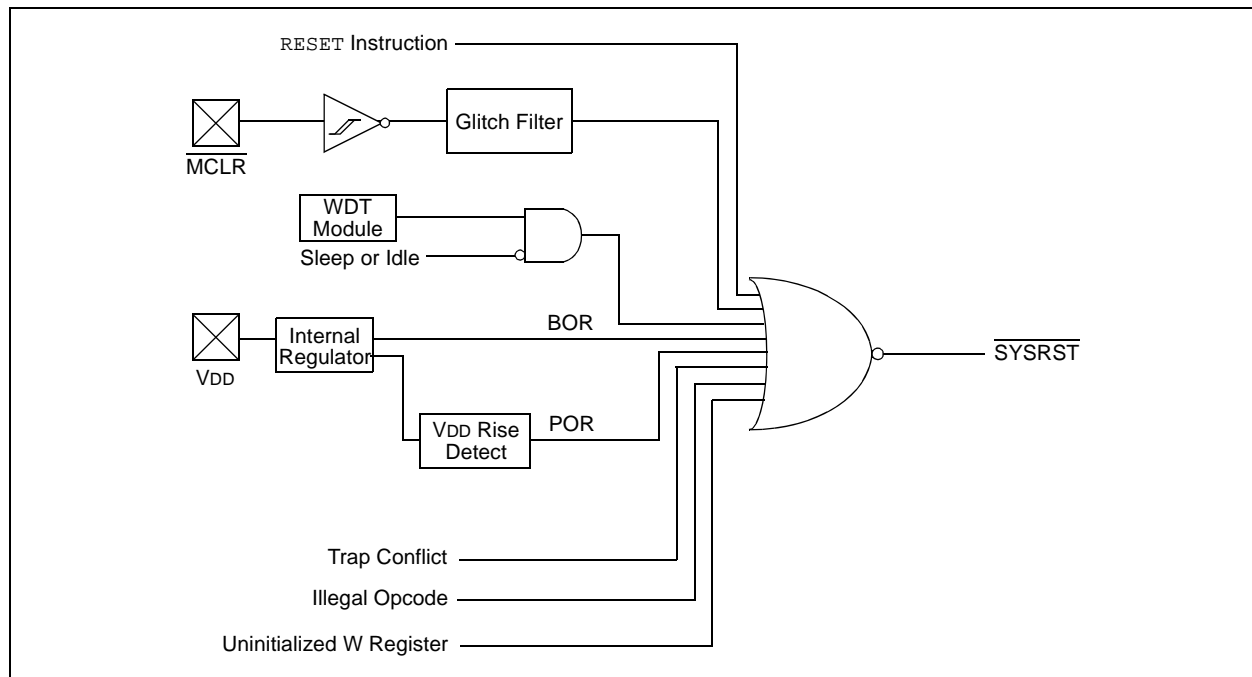 RESET Instruction
Glitch Filter
MCLR
WDT
Module
Sleep or Idle
BOR
Internal
Regulator
VDD
SYSRST
VDD Rise
Detect
POR
Trap Conflict
Illegal Opcode
Uninitialized W Register